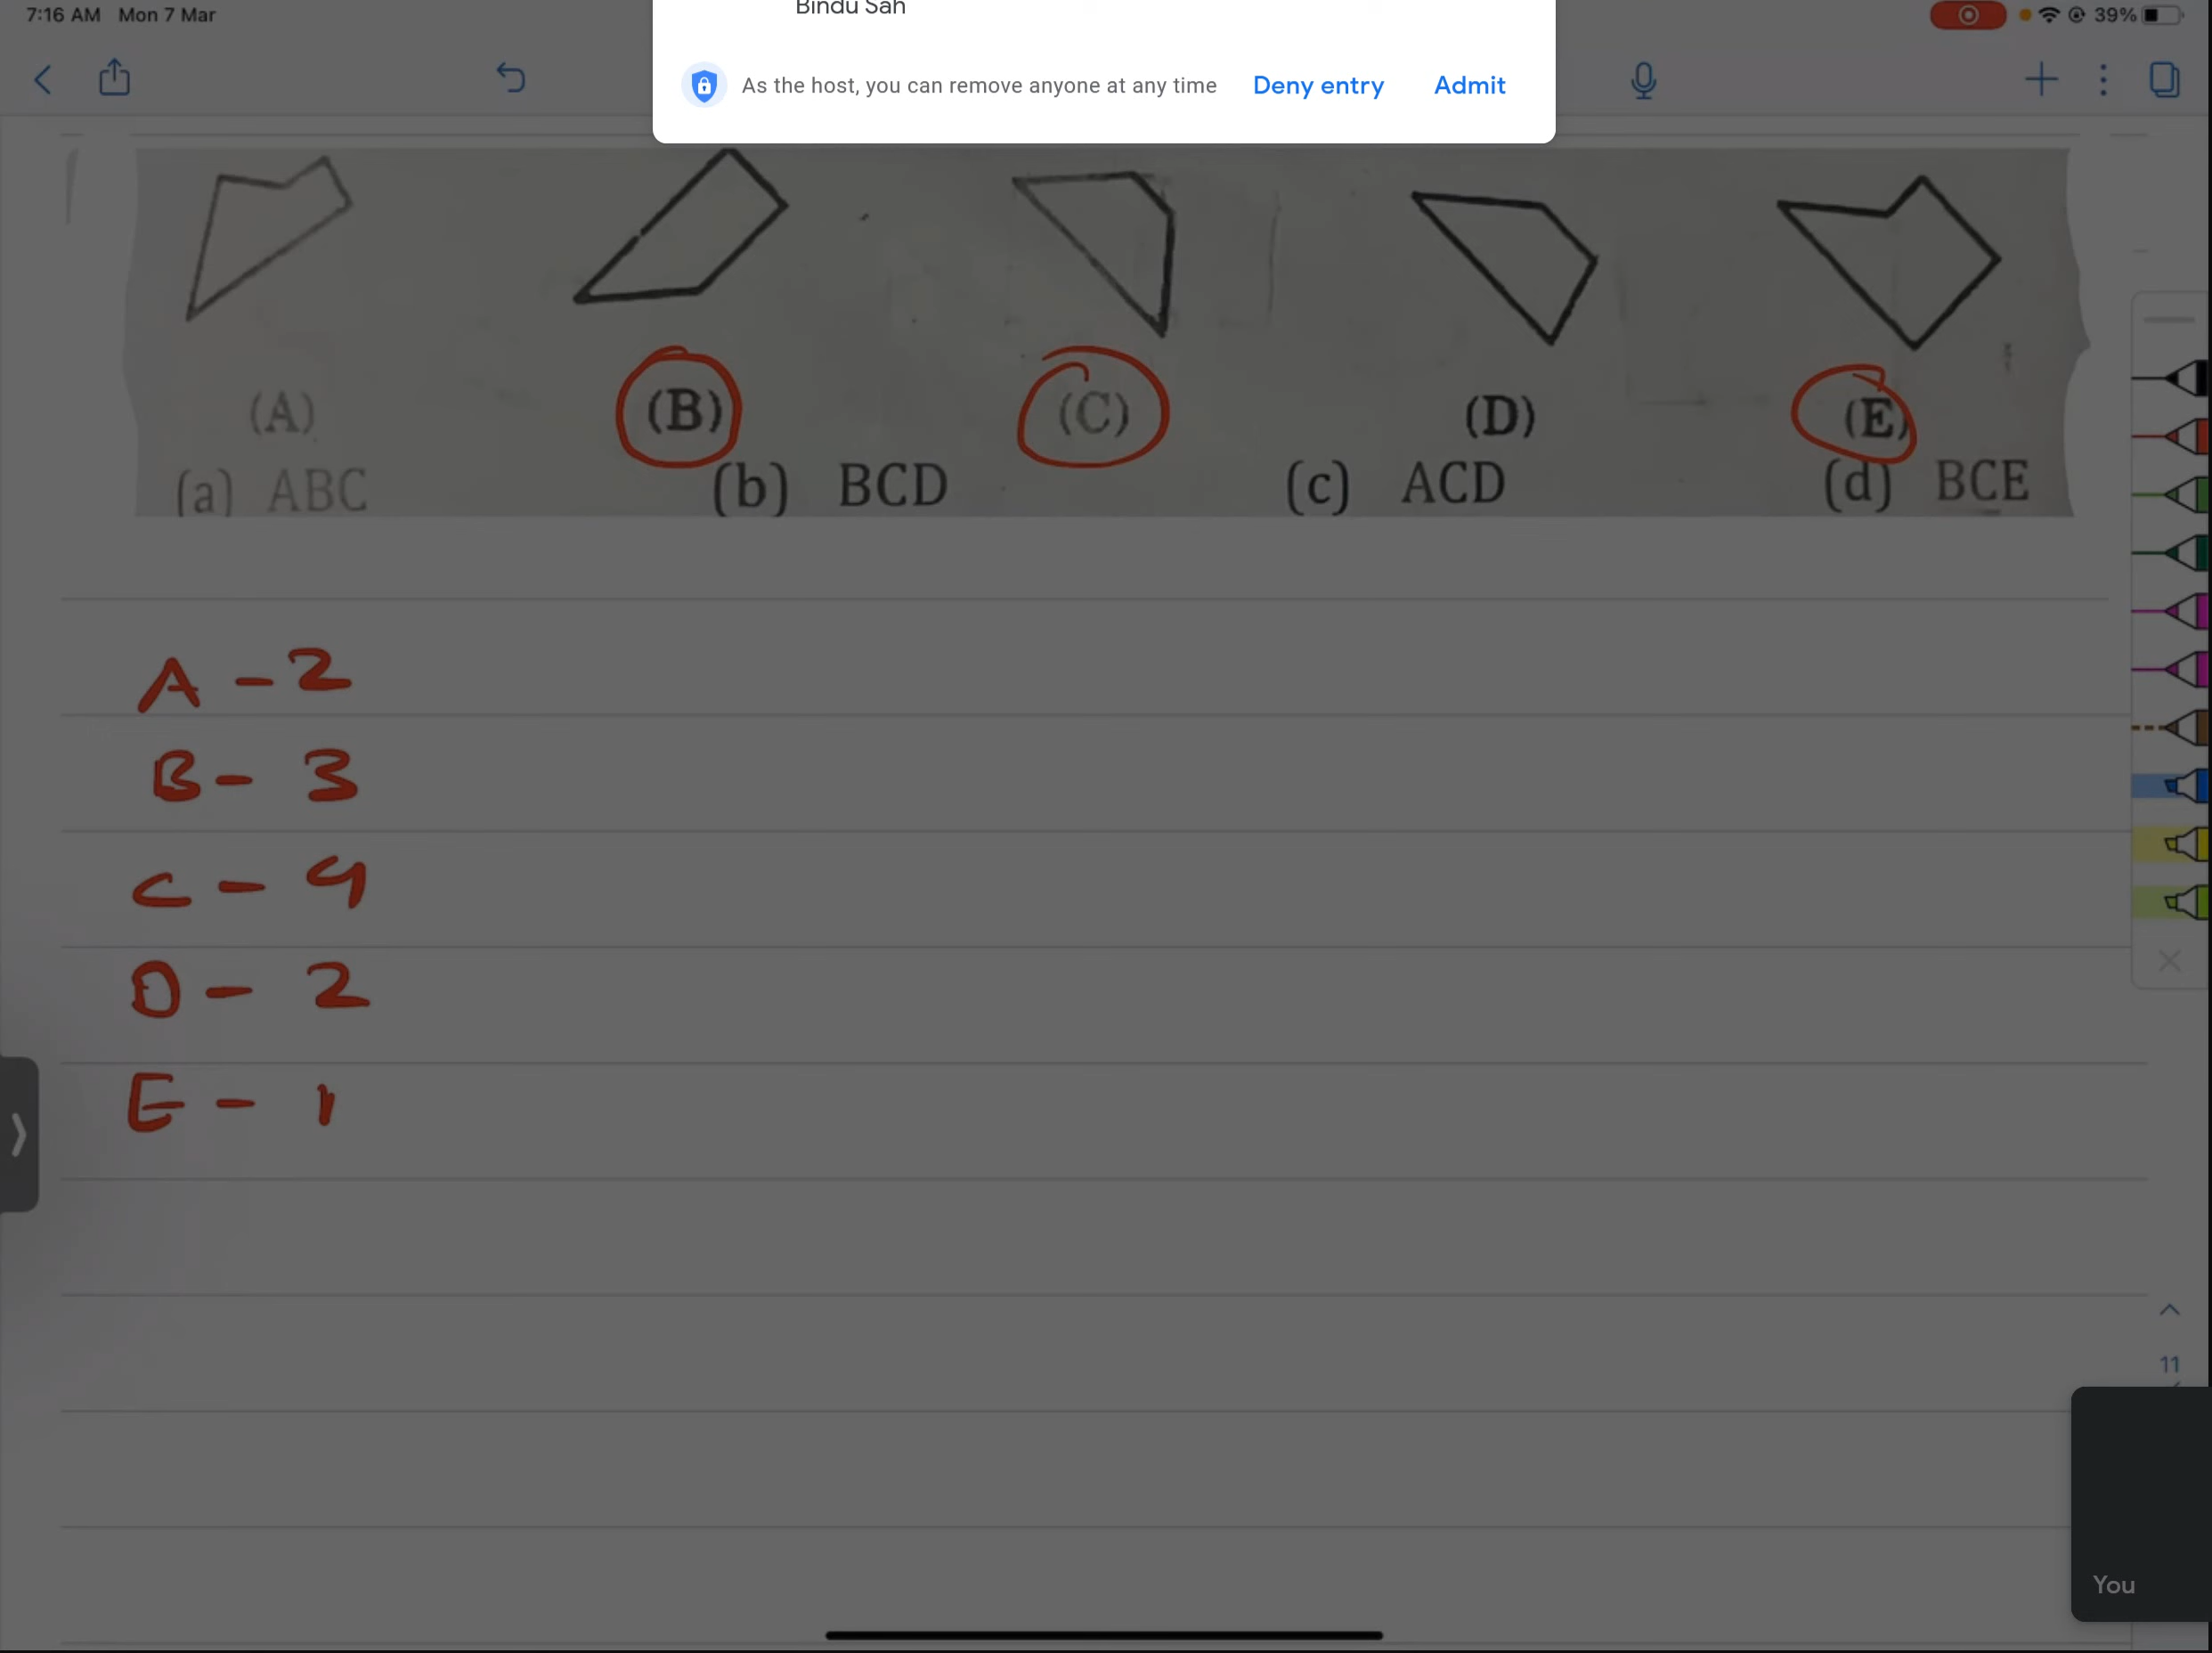 7:16 AM Mon 7 Mar
39%
Bindu Sah
As the host, you can remove anyone at any time Deny entry Admit
(A) (B) (C) (D) (E)
(a) ABC (b) BCD (c) ACD (d) BCE
A - 2
B - 3
C - 4
D - 2
E - 1
11
You